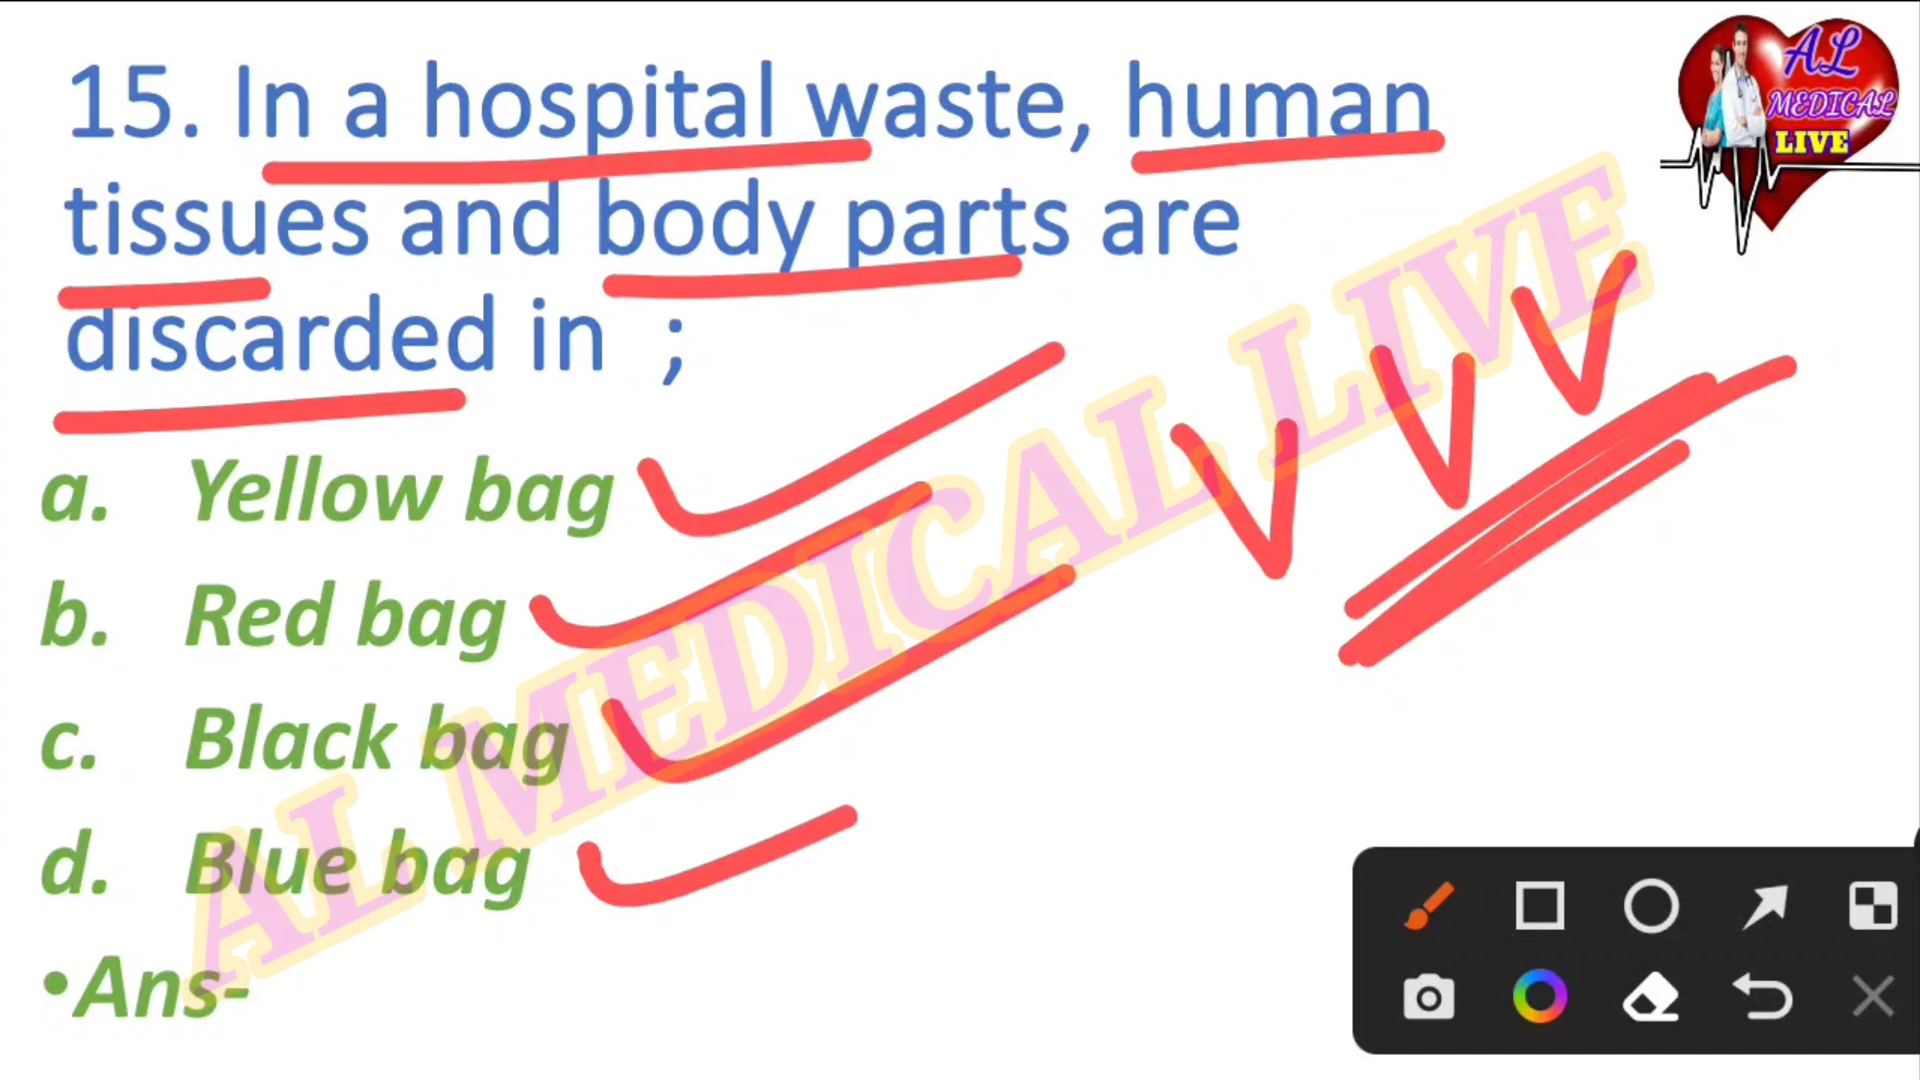 15. In a hospital waste, human
tissues and body parts are
discarded in ;
a. Yellow bag
b. Red bag
c. Black bag
d. Blue bag
•Ans-
AL
MEDICAL
LIVE
AL MEDICAL LIVE
V V V